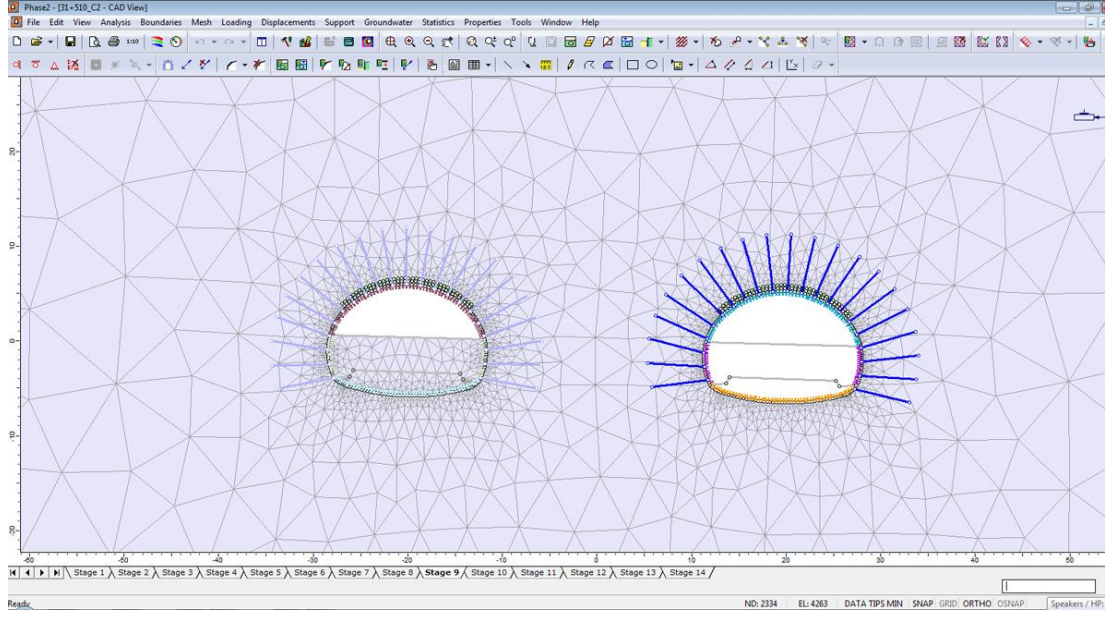 Phase2 - [31+510_C2 - CAD View]
File Edit View Analysis Boundaries Mesh Loading Displacements Support Groundwater Statistics Properties Tools Window Help
1:10
20
10
0
-10
-20
-60 -50 -40 -30 -20 -10 0 10 20 30 40 50
Stage 1 Stage 2 Stage 3 Stage 4 Stage 5 Stage 6 Stage 7 Stage 8 Stage 9 Stage 10 Stage 11 Stage 12 Stage 13 Stage 14
Ready ND: 2334 EL: 4263 DATA TIPS MIN SNAP GRID ORTHO OSNAP Speakers / HP: